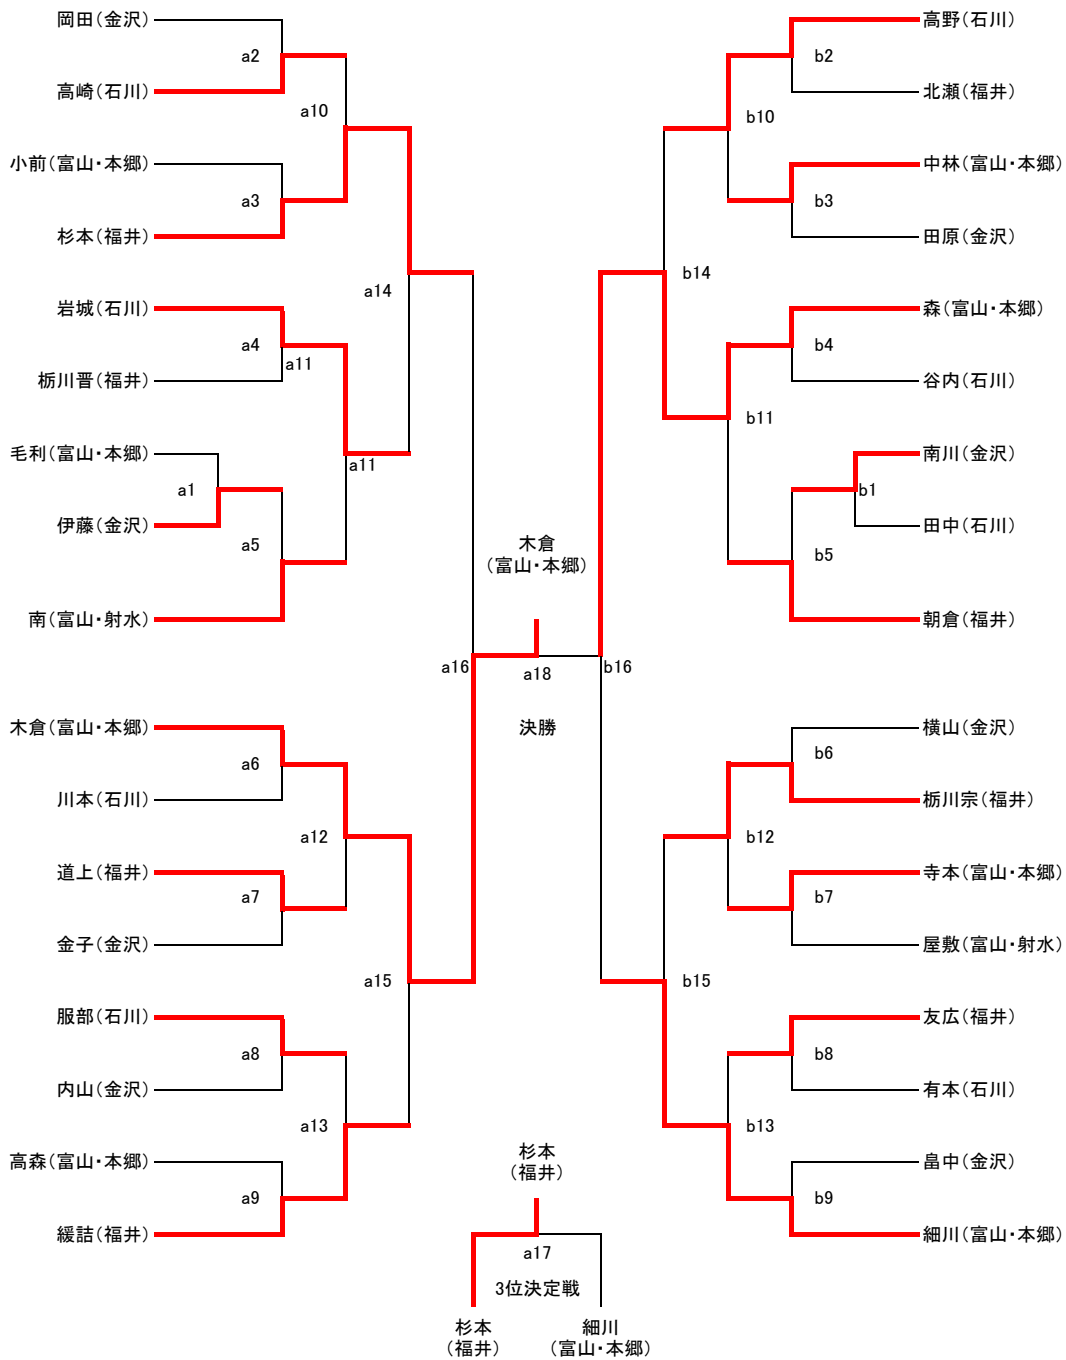 岡田(金沢)
a2
高崎(石川)
a10
小前(富山・本郷)
a3
杉本(福井)
a14
岩城(石川)
a4
a11
栃川晋(福井)
毛利(富山・本郷)
a11
a1
伊藤(金沢)
a5
南(富山・射水)
木倉
(富山・本郷)
a16
a18
b16
決勝
木倉(富山・本郷)
a6
川本(石川)
a12
道上(福井)
a7
金子(金沢)
a15
服部(石川)
a8
内山(金沢)
a13
高森(富山・本郷)
a9
緩詰(福井)
高野(石川)
b2
北瀬(福井)
b10
中林(富山・本郷)
b3
田原(金沢)
b14
森(富山・本郷)
b4
谷内(石川)
b11
南川(金沢)
b1
田中(石川)
b5
朝倉(福井)
横山(金沢)
b6
栃川宗(福井)
b12
寺本(富山・本郷)
b7
屋敷(富山・射水)
b15
友広(福井)
b8
有本(石川)
b13
畠中(金沢)
b9
細川(富山・本郷)
杉本
(福井)
a17
3位決定戦
杉本
(福井)
細川
(富山・本郷)